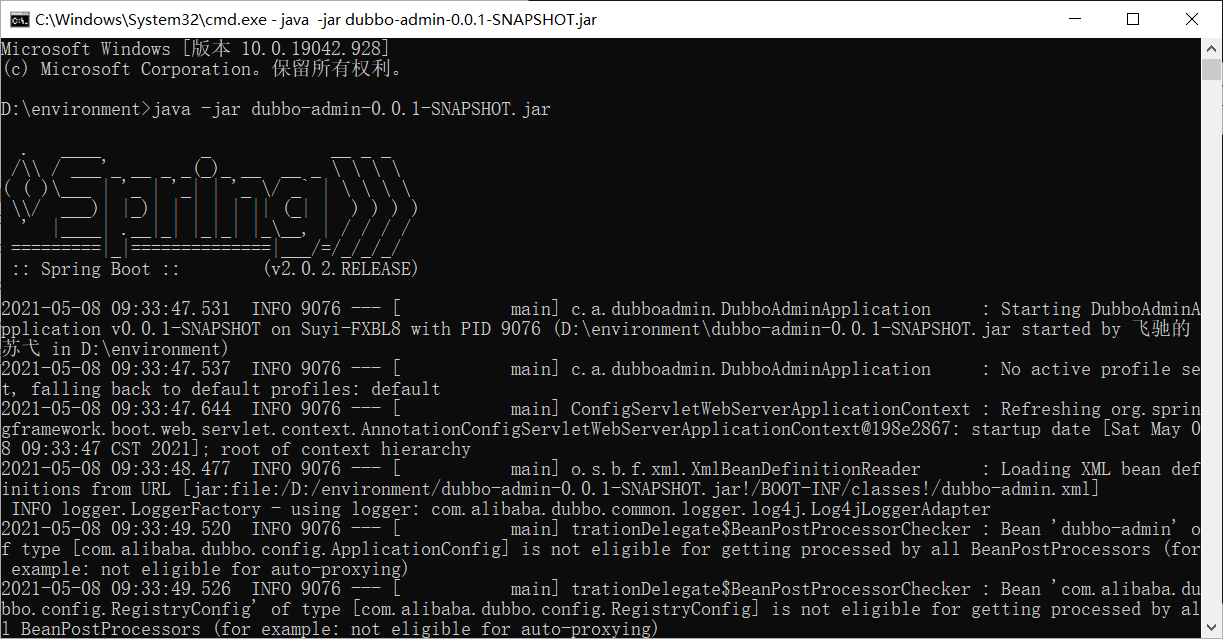 C:\Windows\System32\cmd.exe - java  -jar dubbo-admin-0.0.1-SNAPSHOT.jar
Microsoft Windows [版本 10.0.19042.928]
(c) Microsoft Corporation。保留所有权利。
D:\environment>java -jar dubbo-admin-0.0.1-SNAPSHOT.jar
Spring
:: Spring Boot ::        (v2.0.2.RELEASE)
2021-05-08 09:33:47.531  INFO 9076 --- [           main] c.a.dubboadmin.DubboAdminApplication     : Starting DubboAdminA
pplication v0.0.1-SNAPSHOT on Suyi-FXBL8 with PID 9076 (D:\environment\dubbo-admin-0.0.1-SNAPSHOT.jar started by 飞驰的
苏弋 in D:\environment)
2021-05-08 09:33:47.537  INFO 9076 --- [           main] c.a.dubboadmin.DubboAdminApplication     : No active profile se
t, falling back to default profiles: default
2021-05-08 09:33:47.644  INFO 9076 --- [           main] ConfigServletWebServerApplicationContext : Refreshing org.sprin
gframework.boot.web.servlet.context.AnnotationConfigServletWebServerApplicationContext@198e2867: startup date [Sat May 0
8 09:33:47 CST 2021]; root of context hierarchy
2021-05-08 09:33:48.477  INFO 9076 --- [           main] o.s.b.f.xml.XmlBeanDefinitionReader      : Loading XML bean def
initions from URL [jar:file:/D:/environment/dubbo-admin-0.0.1-SNAPSHOT.jar!/BOOT-INF/classes!/dubbo-admin.xml]
INFO logger.LoggerFactory - using logger: com.alibaba.dubbo.common.logger.log4j.Log4jLoggerAdapter
2021-05-08 09:33:49.520  INFO 9076 --- [           main] trationDelegate$BeanPostProcessorChecker : Bean 'dubbo-admin' o
f type [com.alibaba.dubbo.config.ApplicationConfig] is not eligible for getting processed by all BeanPostProcessors (for
example: not eligible for auto-proxying)
2021-05-08 09:33:49.526  INFO 9076 --- [           main] trationDelegate$BeanPostProcessorChecker : Bean 'com.alibaba.du
bbo.config.RegistryConfig' of type [com.alibaba.dubbo.config.RegistryConfig] is not eligible for getting processed by al
l BeanPostProcessors (for example: not eligible for auto-proxying)